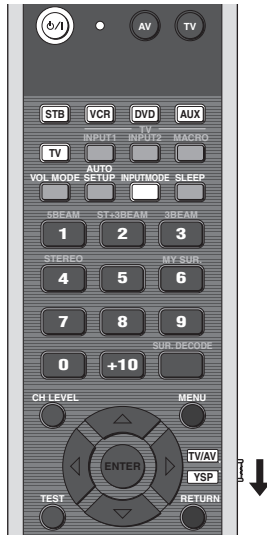 ⏻/I AV TV
STB VCR DVD AUX
TV
INPUT1 INPUT2 MACRO
TV
AUTO
VOL MODE SETUP INPUTMODE SLEEP
5BEAM ST+3BEAM 3BEAM
1 2 3
STEREO MY SUR.
4 5 6
7 8 9
SUR. DECODE
0 +10
CH LEVEL MENU
ENTER
TV/AV
YSP
TEST RETURN